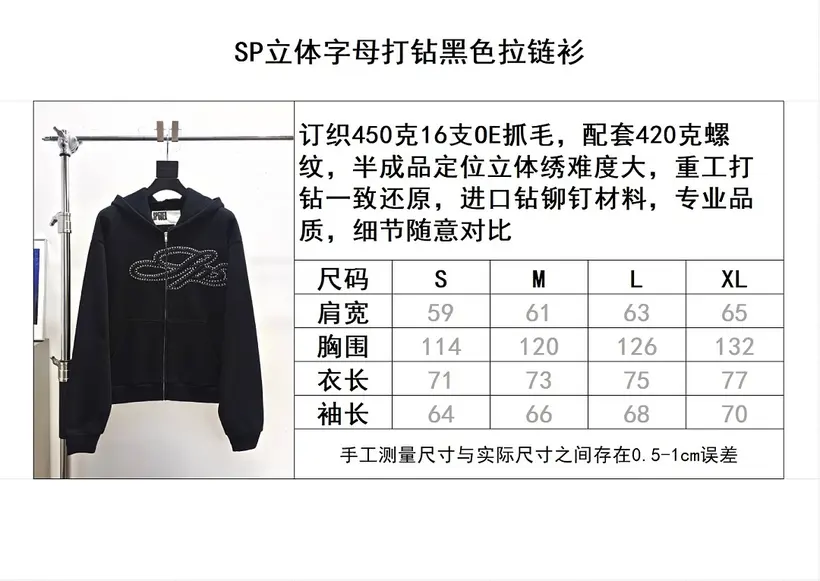 SP立体字母打钻黑色拉链衫
SPIDER
订织450克16支OE抓毛，配套420克螺
纹，半成品定位立体绣难度大，重工打
钻一致还原，进口钻铆钉材料，专业品
质，细节随意对比
尺码 S M L XL
肩宽 59 61 63 65
胸围 114 120 126 132
衣长 71 73 75 77
袖长 64 66 68 70
手工测量尺寸与实际尺寸之间存在0.5-1cm误差